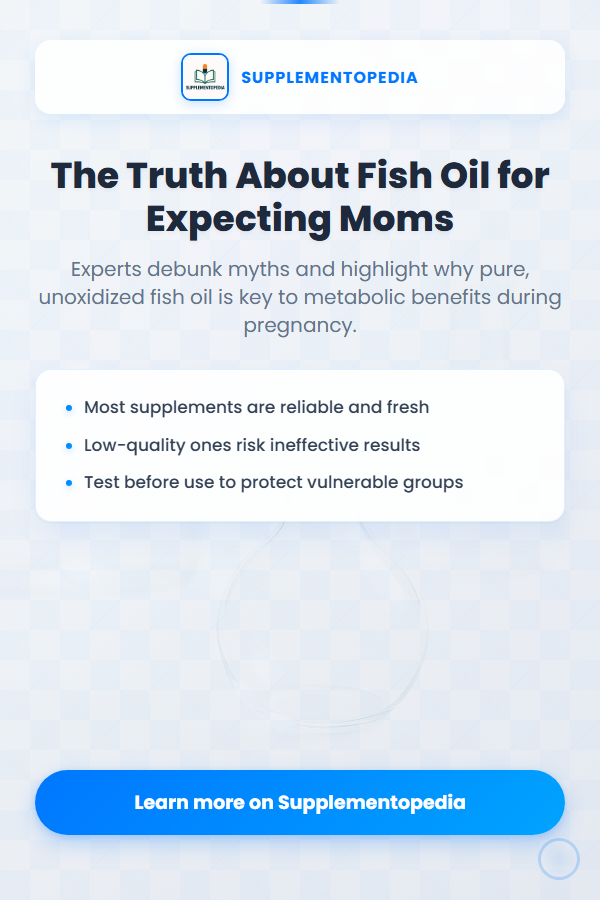 SUPPLEMENTOPEDIA
SUPPLEMENTOPEDIA
The Truth About Fish Oil for
Expecting Moms
Experts debunk myths and highlight why pure,
unoxidized fish oil is key to metabolic benefits during
pregnancy.
Most supplements are reliable and fresh
Low-quality ones risk ineffective results
Test before use to protect vulnerable groups
Learn more on Supplementopedia